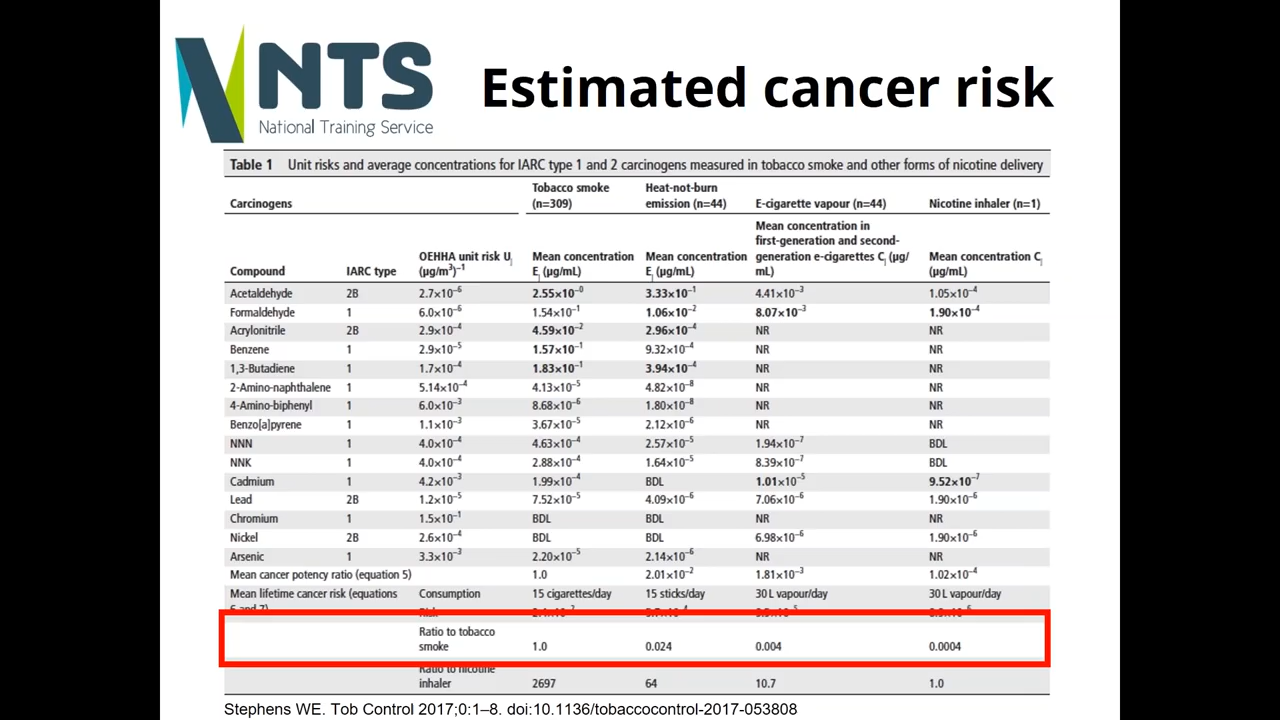 NTS
National Training Service
Estimated cancer risk
Table 1 Unit risks and average concentrations for IARC type 1 and 2 carcinogens measured in tobacco smoke and other forms of nicotine delivery
Carcinogens Tobacco smoke (n=309) Heat-not-burn emission (n=44) E-cigarette vapour (n=44) Nicotine inhaler (n=1)
Compound IARC type OEHHA unit risk Uj (µg/m³)⁻¹ Mean concentration Ej (µg/mL) Mean concentration Ej (µg/mL) Mean concentration in first-generation and second-generation e-cigarettes Cj (µg/mL) Mean concentration Cj (µg/mL)
Acetaldehyde 2B 2.7×10⁻⁶ 2.55×10⁻⁰ 3.33×10⁻¹ 4.41×10⁻³ 1.05×10⁻⁴
Formaldehyde 1 6.0×10⁻⁶ 1.54×10⁻¹ 1.06×10⁻² 8.07×10⁻³ 1.90×10⁻⁴
Acrylonitrile 2B 2.9×10⁻⁴ 4.59×10⁻² 2.96×10⁻⁴ NR NR
Benzene 1 2.9×10⁻⁵ 1.57×10⁻¹ 9.32×10⁻⁴ NR NR
1,3-Butadiene 1 1.7×10⁻⁴ 1.83×10⁻¹ 3.94×10⁻⁴ NR NR
2-Amino-naphthalene 1 5.14×10⁻⁴ 4.13×10⁻⁵ 4.82×10⁻⁸ NR NR
4-Amino-biphenyl 1 6.0×10⁻³ 8.68×10⁻⁶ 1.80×10⁻⁸ NR NR
Benzo[a]pyrene 1 1.1×10⁻³ 3.67×10⁻⁵ 2.12×10⁻⁶ NR NR
NNN 1 4.0×10⁻⁴ 4.63×10⁻⁴ 2.57×10⁻⁵ 1.94×10⁻⁷ BDL
NNK 1 4.0×10⁻⁴ 2.88×10⁻⁴ 1.64×10⁻⁵ 8.39×10⁻⁷ BDL
Cadmium 1 4.2×10⁻³ 1.99×10⁻⁴ BDL 1.01×10⁻⁵ 9.52×10⁻⁷
Lead 2B 1.2×10⁻⁵ 7.52×10⁻⁵ 4.09×10⁻⁶ 7.06×10⁻⁶ 1.90×10⁻⁶
Chromium 1 1.5×10⁻¹ BDL BDL NR NR
Nickel 2B 2.6×10⁻⁴ BDL BDL 6.98×10⁻⁶ 1.90×10⁻⁶
Arsenic 1 3.3×10⁻³ 2.20×10⁻⁵ 2.14×10⁻⁶ NR NR
Mean cancer potency ratio (equation 5) 1.0 2.01×10⁻² 1.81×10⁻³ 1.02×10⁻⁴
Mean lifetime cancer risk (equations Consumption 15 cigarettes/day 15 sticks/day 30 L vapour/day 30 L vapour/day
6 and 7) Risk
Ratio to tobacco
smoke 1.0 0.024 0.004 0.0004
Ratio to nicotine
inhaler 2697 64 10.7 1.0
Stephens WE. Tob Control 2017;0:1–8. doi:10.1136/tobaccocontrol-2017-053808